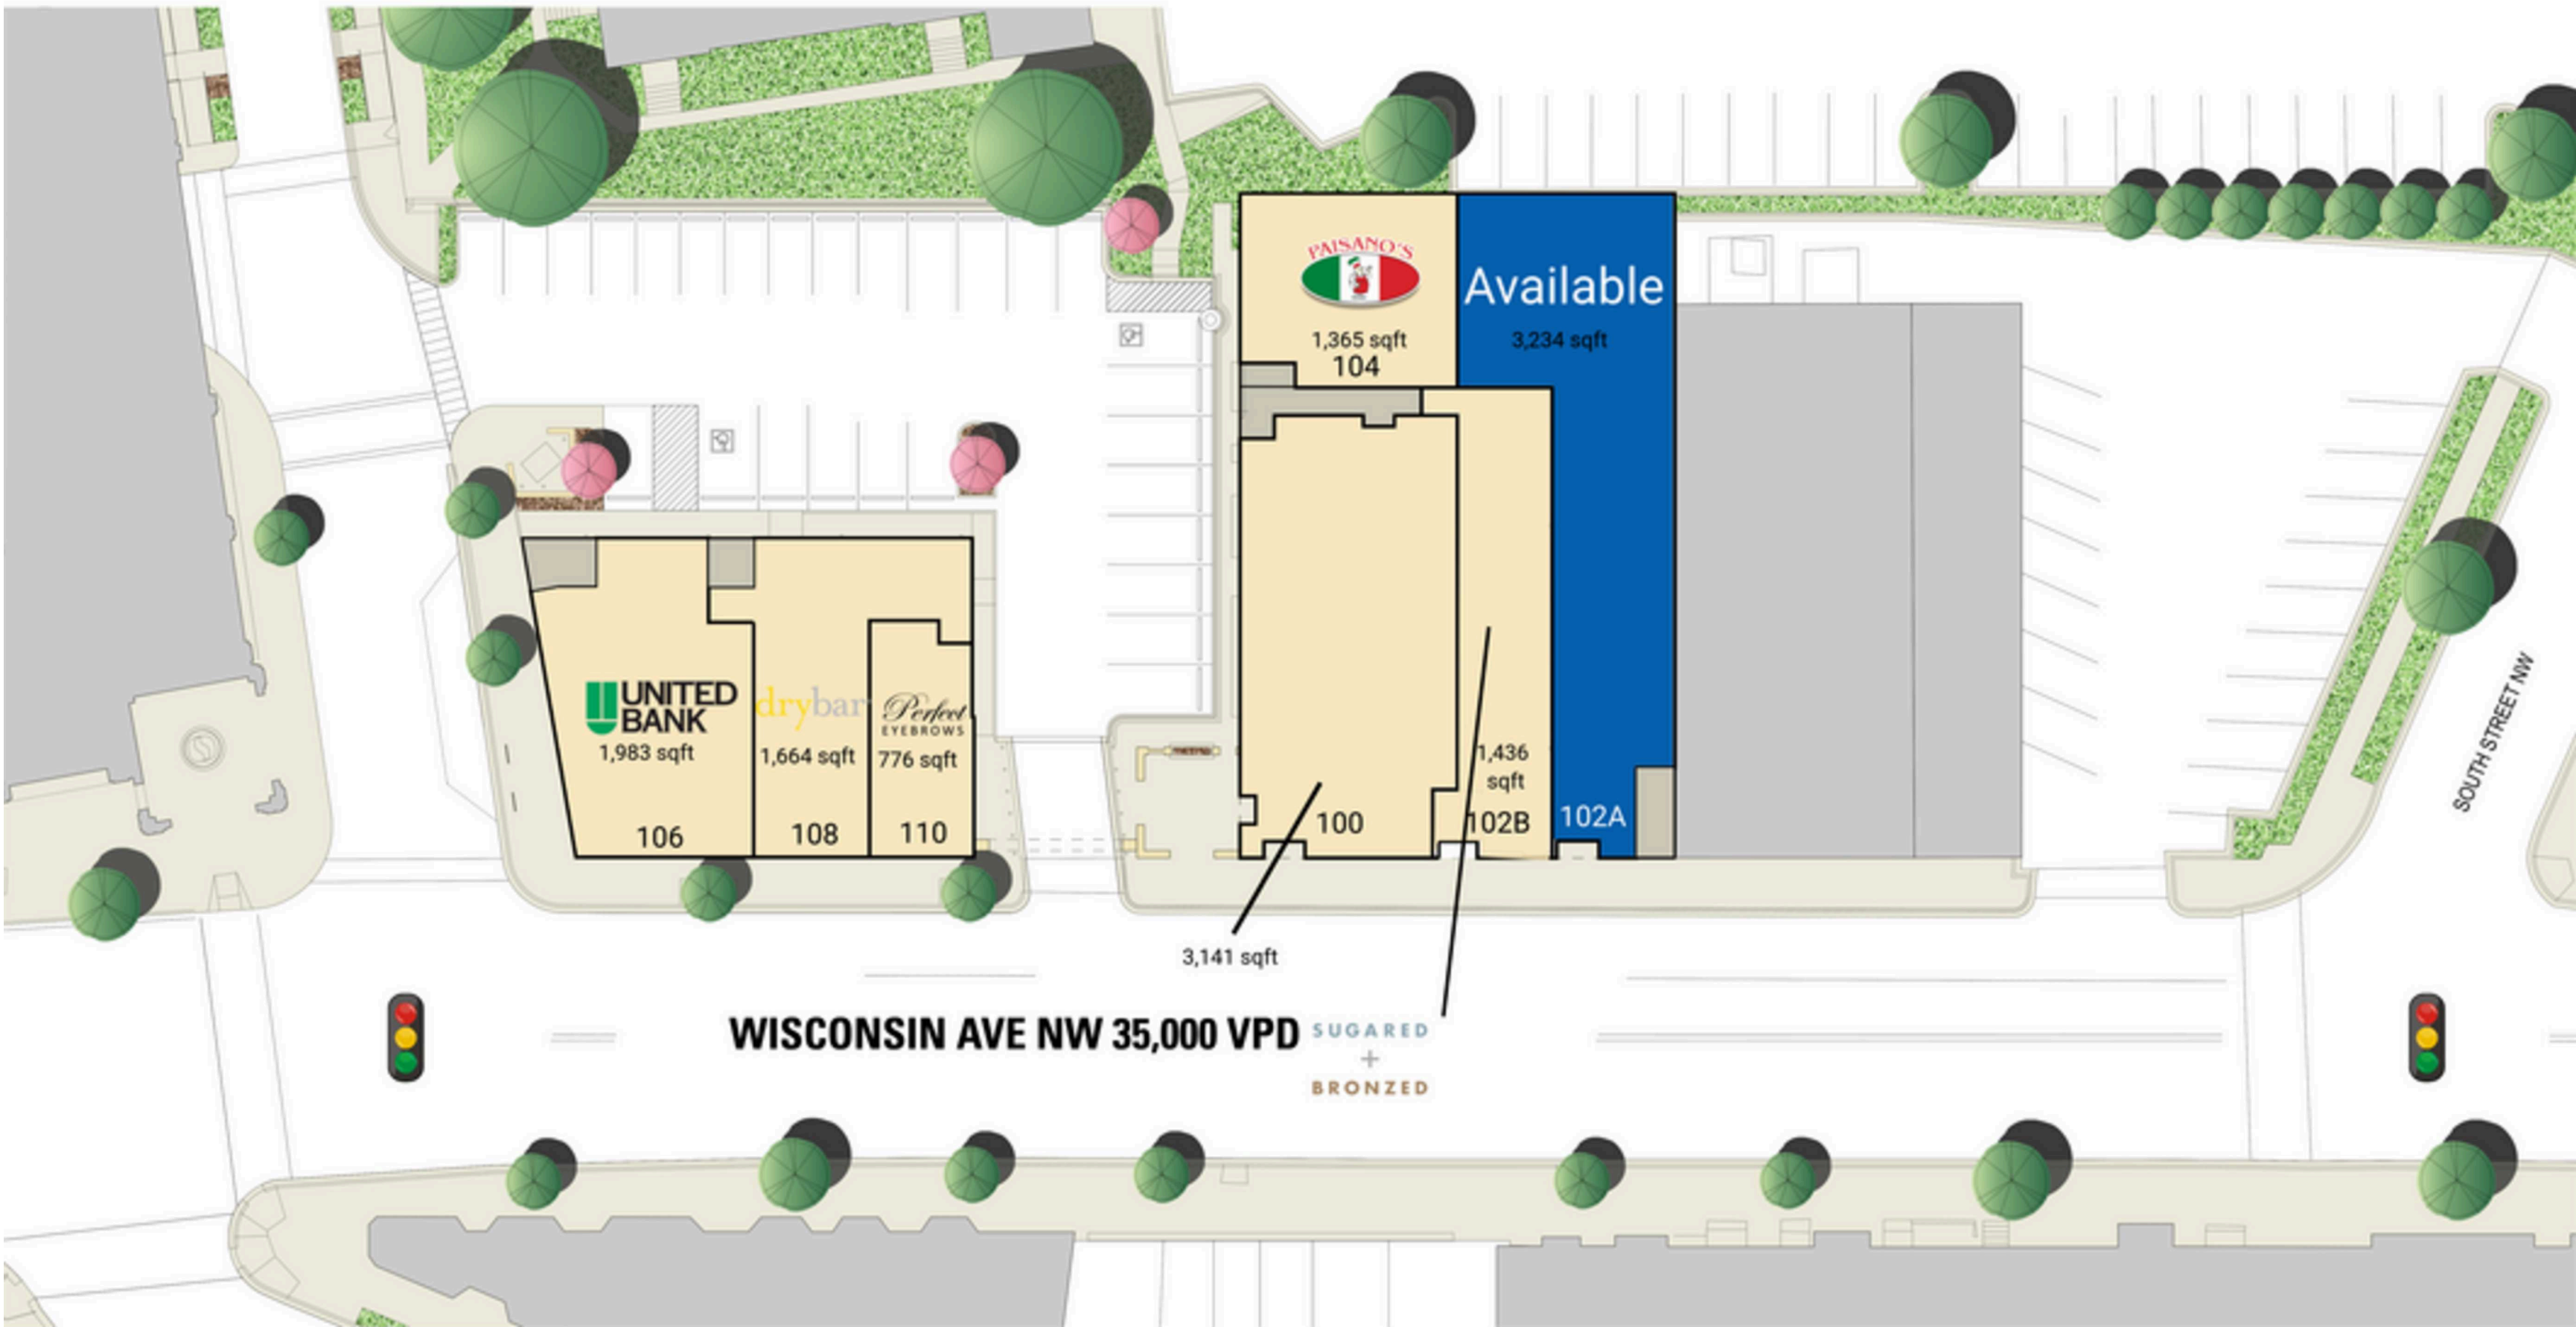 PAISANO'S
1,365 sqft
104
Available
3,234 sqft
UNITED
BANK
1,983 sqft
106
drybar
1,664 sqft
108
Perfect
EYEBROWS
776 sqft
110
100
3,141 sqft
1,436
sqft
102B
102A
SOUTH STREET NW
WISCONSIN AVE NW 35,000 VPD
SUGARED
+
BRONZED